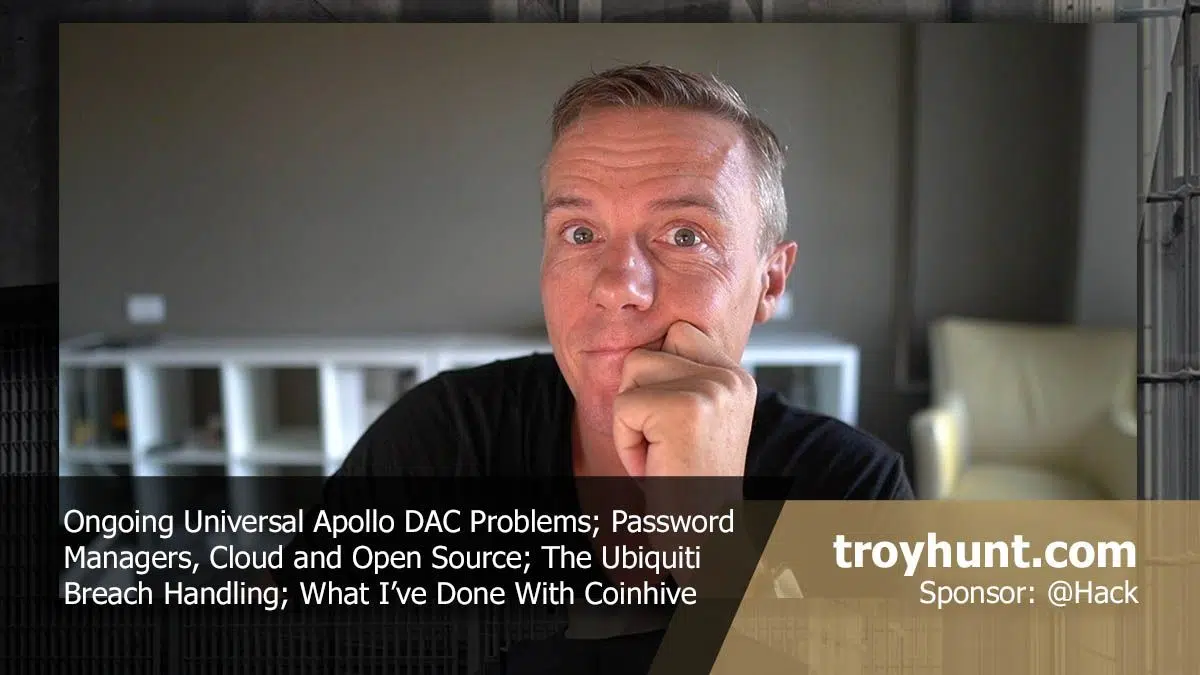 Ongoing Universal Apollo DAC Problems; Password
Managers, Cloud and Open Source; The Ubiquiti
Breach Handling; What I’ve Done With Coinhive
troyhunt.com
Sponsor: @Hack